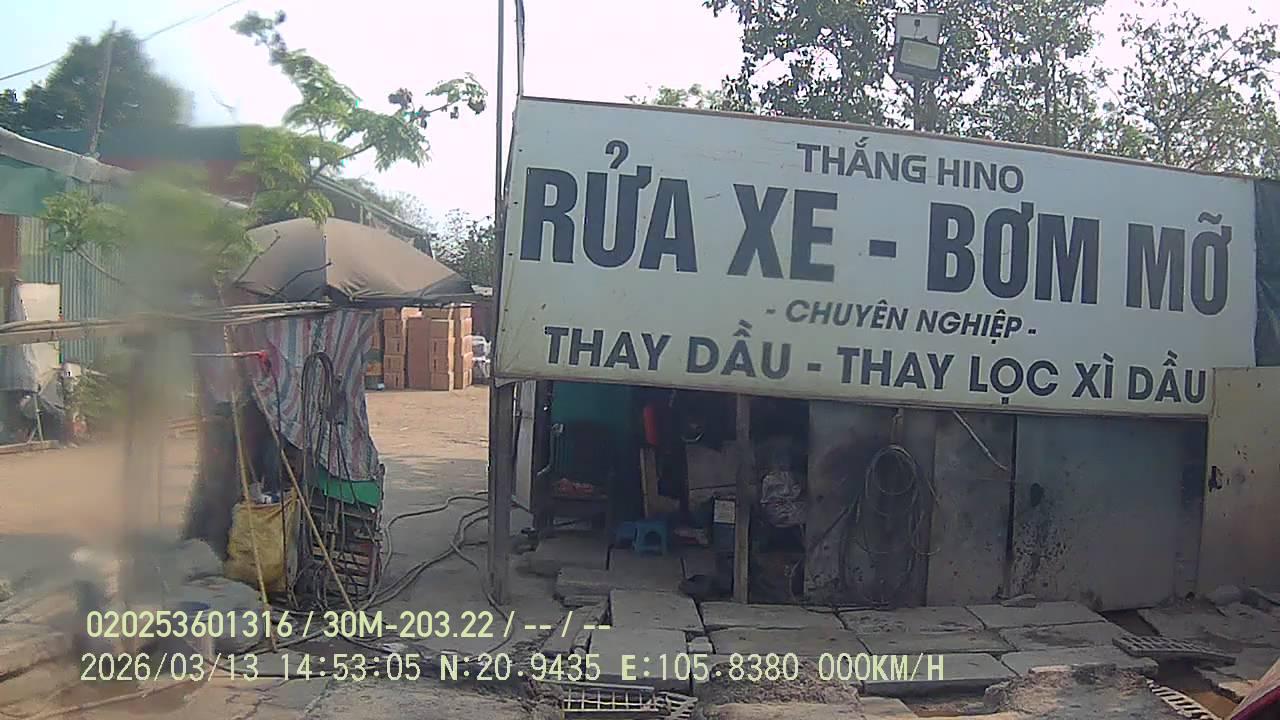 THẮNG HINO
RỬA XE - BƠM MỠ
- CHUYÊN NGHIỆP -
THAY DẦU - THAY LỌC XÌ DẦU
020253601316 / 30M-203.22 / -- / --
2026/03/13 14:53:05 N:20.9435 E:105.8380 000KM/H